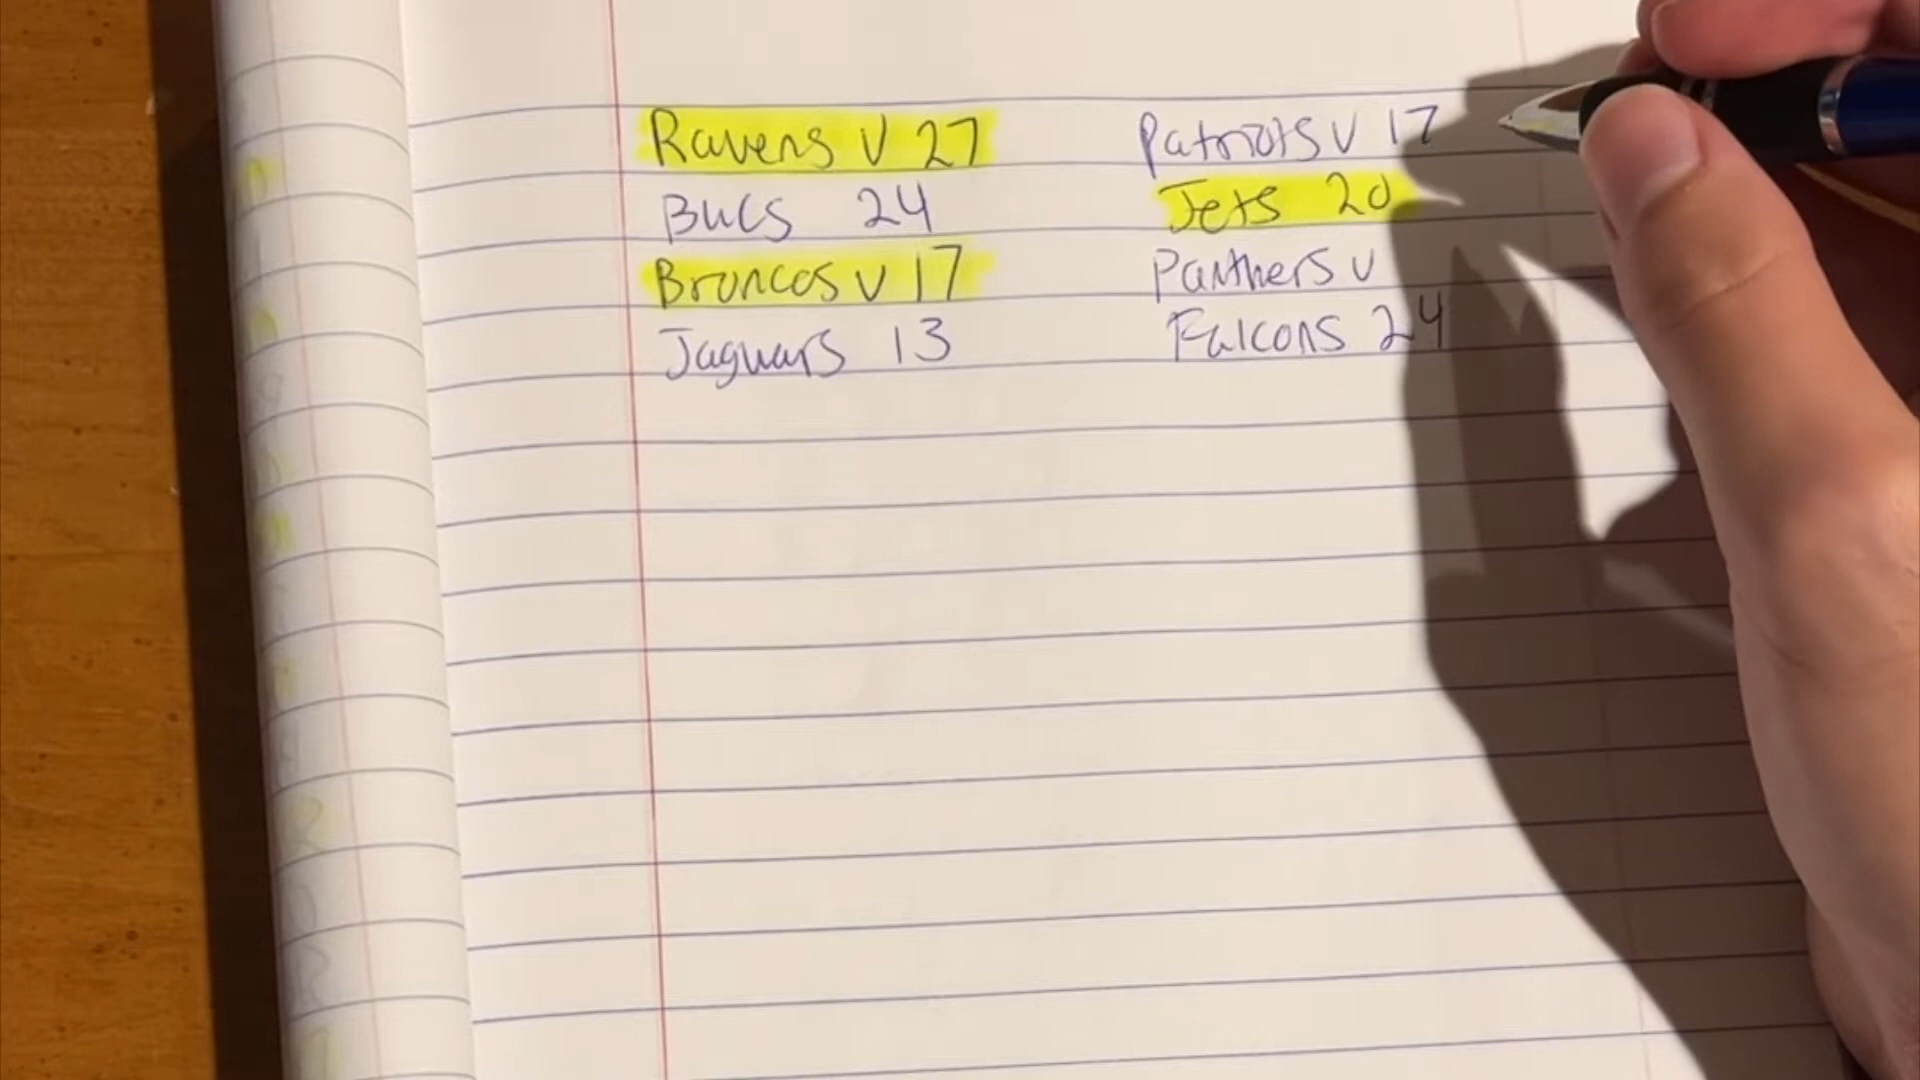 Ravens v 27
Bucs 24
Broncos v 17
Jaguars 13
Patriots v 17
Jets 20
Panthers v
Falcons 24